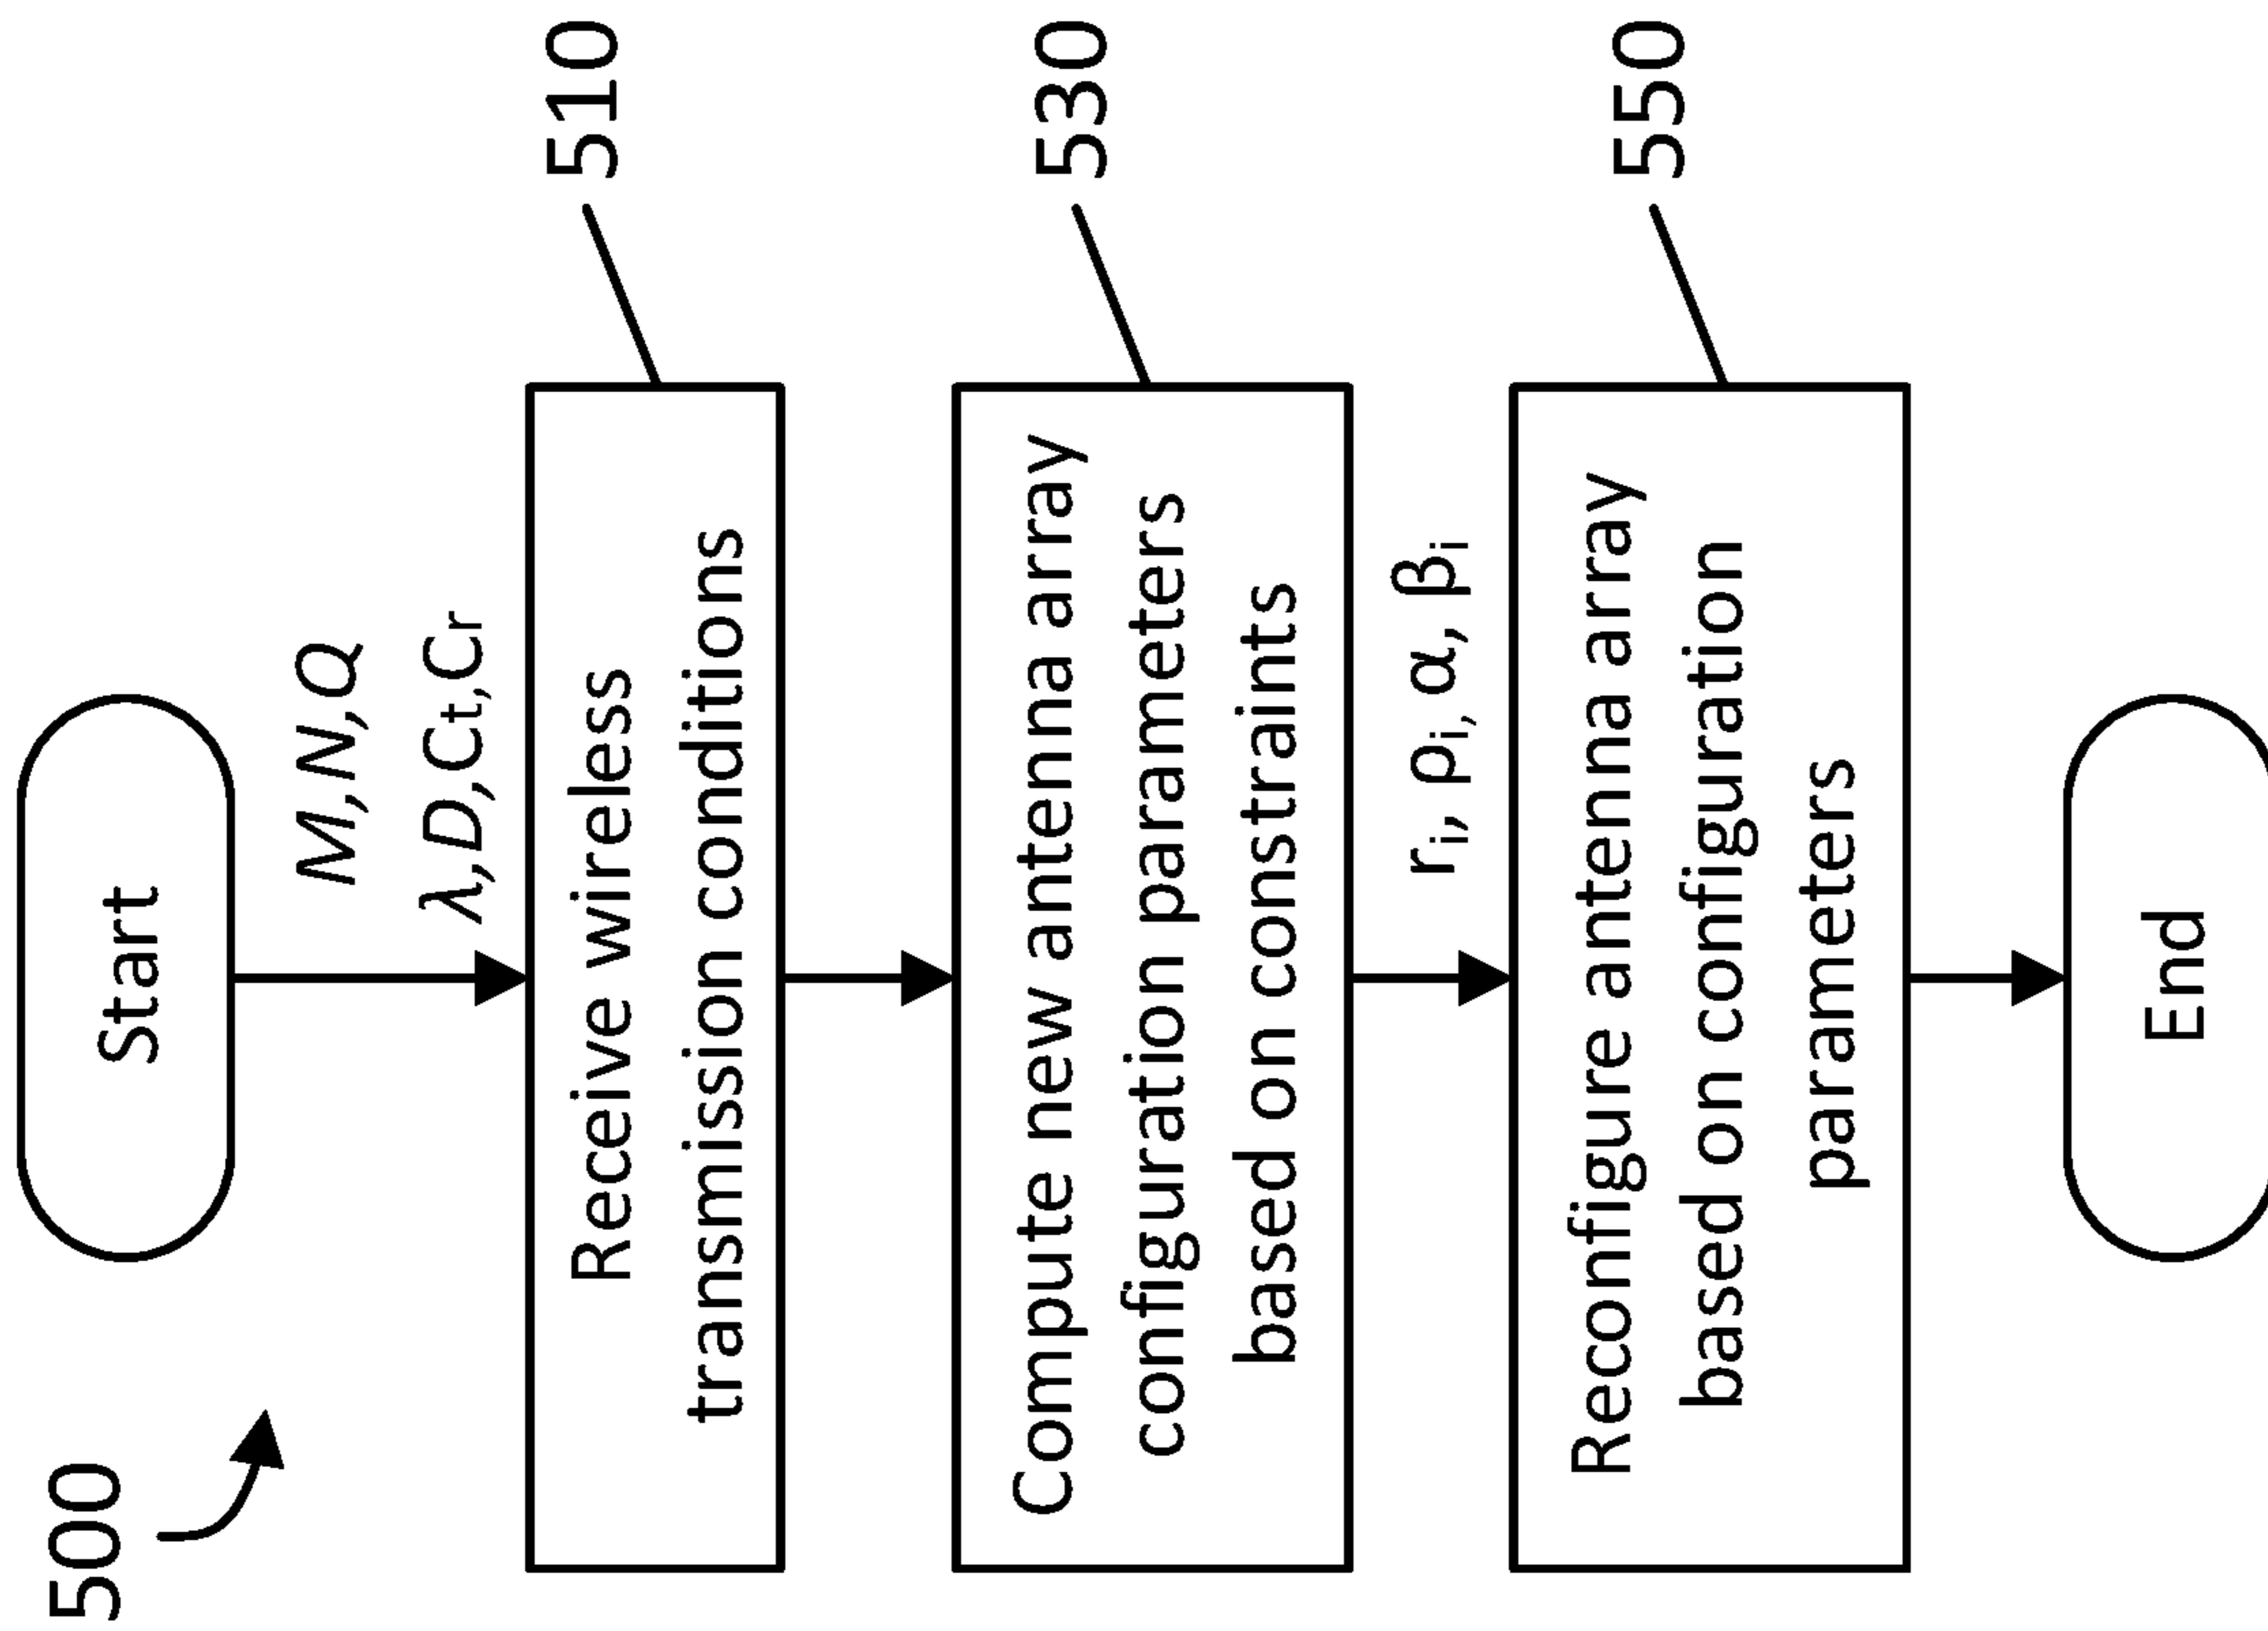 500
Start
M,N,Q
λ,D,Ct,Cr
510
Receive wireless
transmission conditions
530
Compute new antenna array
configuration parameters
based on constraints
rᵢ, ρᵢ, α, βᵢ
550
Reconfigure antenna array
based on configuration
parameters
End